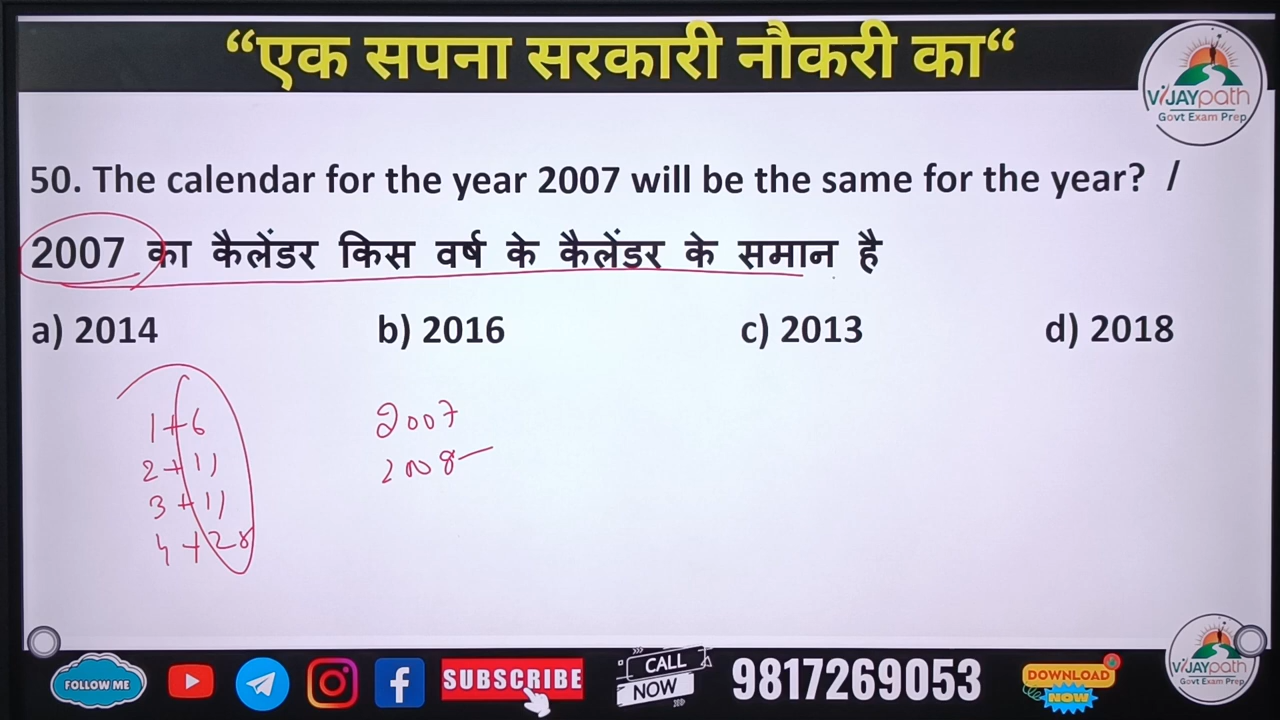 “एक सपना सरकारी नौकरी का“
VIJAYpath
Govt Exam Prep
50. The calendar for the year 2007 will be the same for the year? /
2007 का कैलेंडर किस वर्ष के कैलेंडर के समान है
a) 2014 b) 2016 c) 2013 d) 2018
1+6
2+11
3+11
4+28
2007
2008
VIJAYpath
Govt Exam Prep
FOLLOW ME
SUBSCRIBE
CALL
NOW
9817269053
DOWNLOAD
NOW